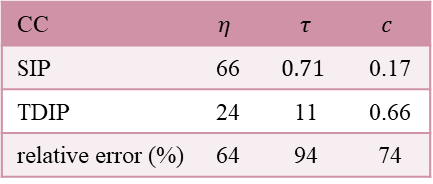 CC η τ c
SIP 66 0.71 0.17
TDIP 24 11 0.66
relative error (%) 64 94 74